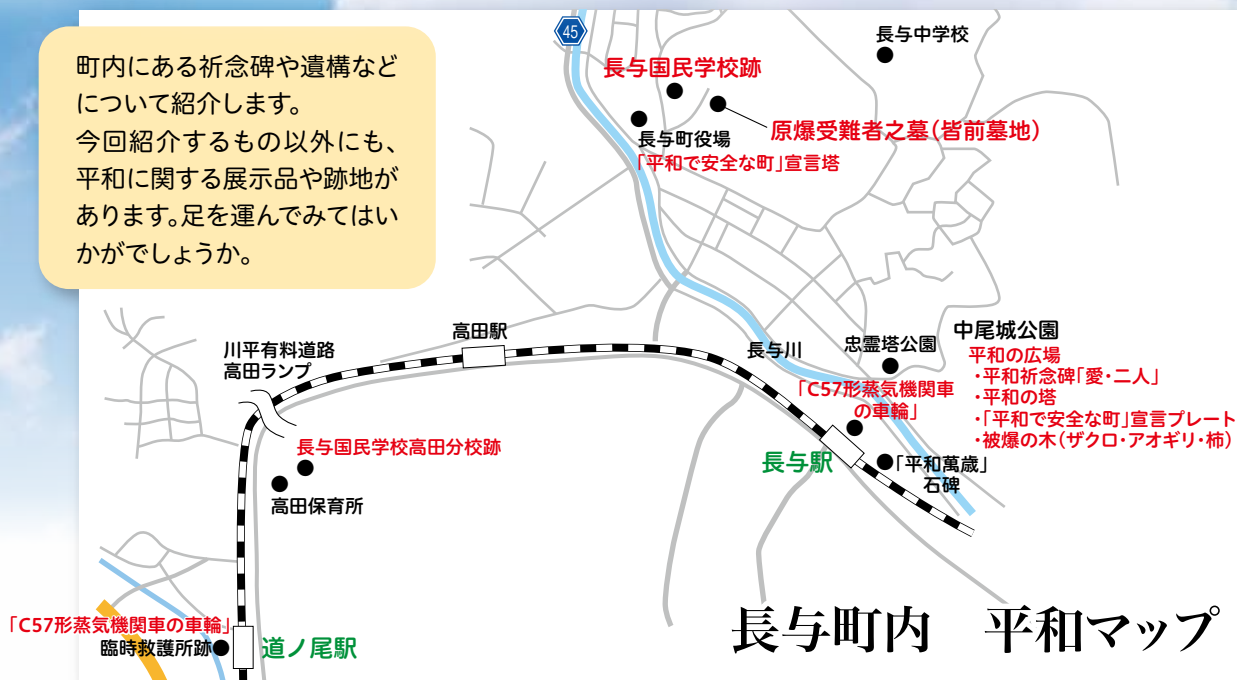 町内にある祈念碑や遺構など
について紹介します。
今回紹介するもの以外にも、
平和に関する展示品や跡地が
あります。足を運んでみてはい
かがでしょうか。
45
長与中学校
長与国民学校跡
原爆受難者之墓（皆前墓地）
長与町役場
「平和で安全な町」宣言塔
川平有料道路
高田ランプ
高田駅
長与川
忠霊塔公園
中尾城公園
平和の広場
・平和祈念碑「愛・二人」
・平和の塔
・「平和で安全な町」宣言プレート
・被爆の木（ザクロ・アオギリ・柿）
「C57形蒸気機関車
の車輪」
長与駅
「平和萬歳」
石碑
長与国民学校高田分校跡
高田保育所
「C57形蒸気機関車の車輪」
臨時救護所跡
道ノ尾駅
長与町内　平和マップ